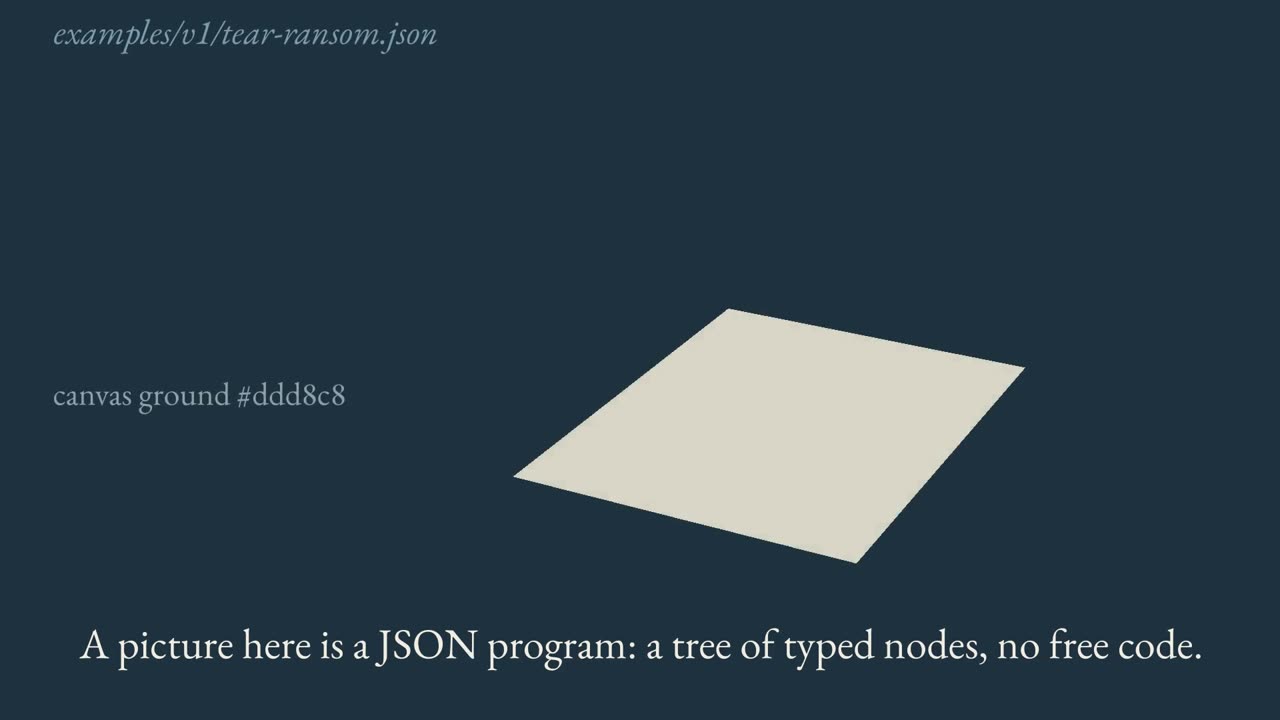 examples/v1/tear-ransom.json
canvas ground #ddd8c8
A picture here is a JSON program: a tree of typed nodes, no free code.